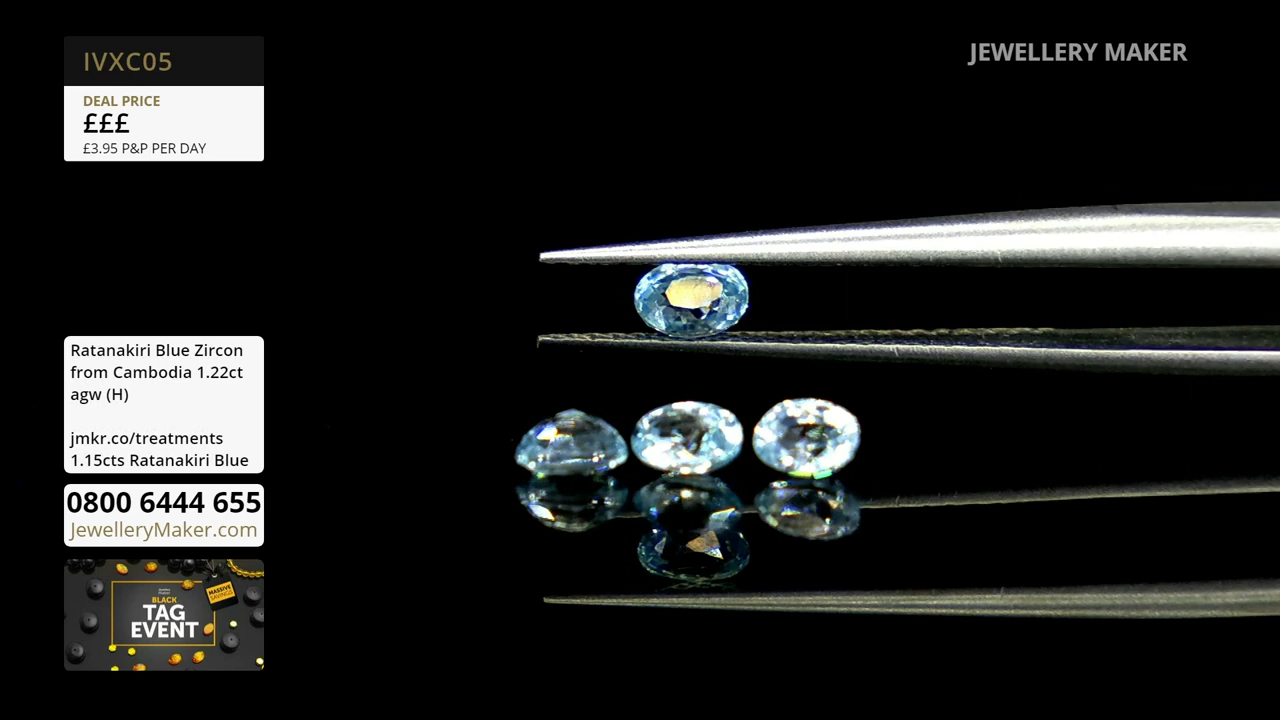 IVXC05
DEAL PRICE
£££
£3.95 P&P PER DAY
JEWELLERY MAKER
Ratanakiri Blue Zircon
from Cambodia 1.22ct
agw (H)
jmkr.co/treatments
1.15cts Ratanakiri Blue
0800 6444 655
JewelleryMaker.com
BLACK
TAG
EVENT
MASSIVE
SAVINGS